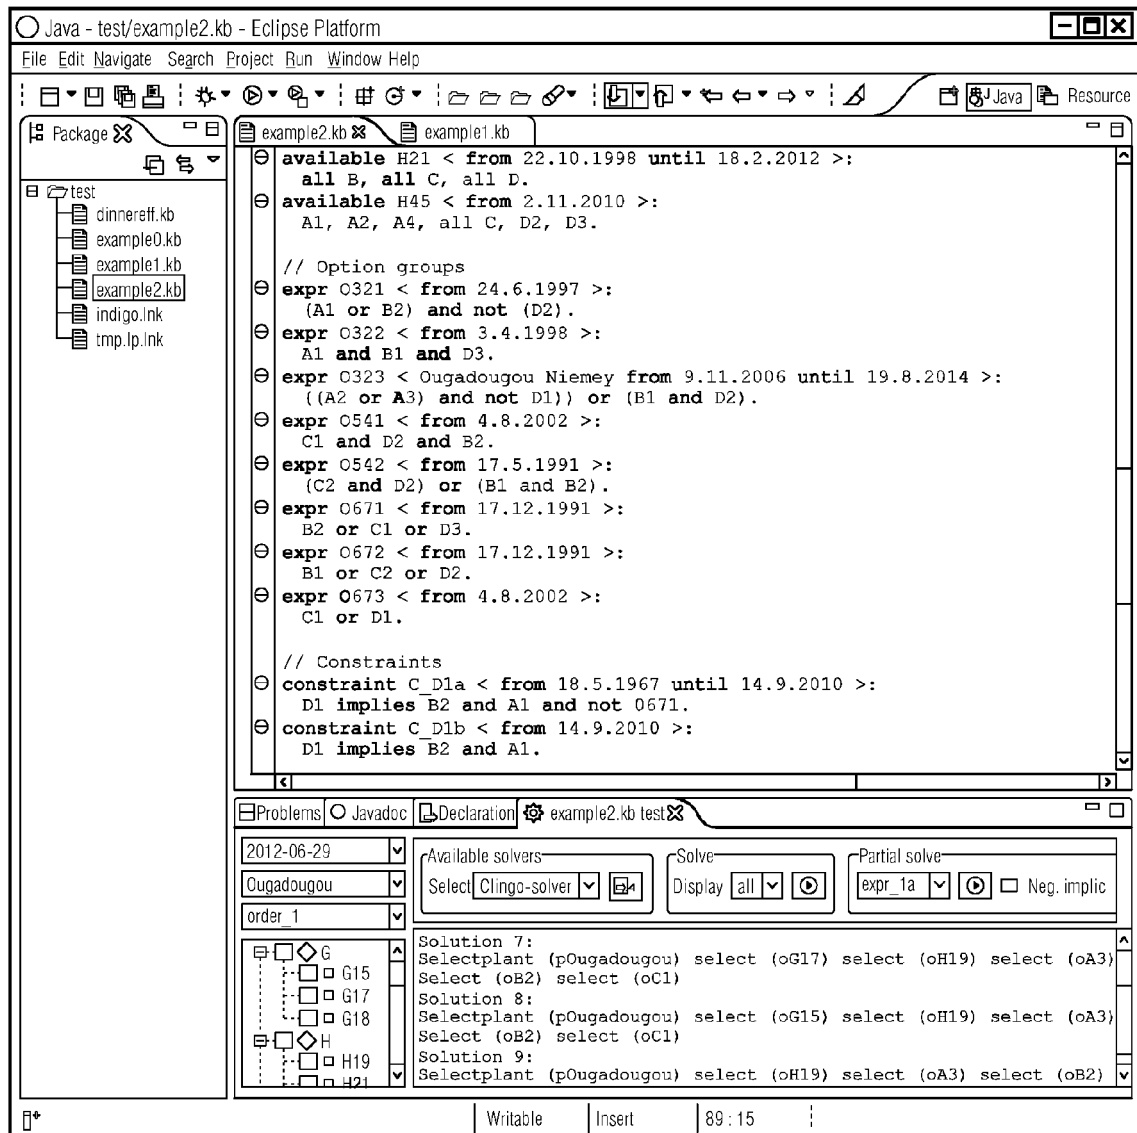 Java - test/example2.kb - Eclipse Platform
File Edit Navigate Search Project Run Window Help
Java Resource
Package
test
dinnereff.kb
example0.kb
example1.kb
example2.kb
indigo.lnk
tmp.lp.lnk
example2.kb example1.kb
available H21 < from 22.10.1998 until 18.2.2012 >:
all B, all C, all D.
available H45 < from 2.11.2010 >:
A1, A2, A4, all C, D2, D3.
// Option groups
expr O321 < from 24.6.1997 >:
(A1 or B2) and not (D2).
expr O322 < from 3.4.1998 >:
A1 and B1 and D3.
expr O323 < Ougadougou Niemey from 9.11.2006 until 19.8.2014 >:
((A2 or A3) and not D1)) or (B1 and D2).
expr O541 < from 4.8.2002 >:
C1 and D2 and B2.
expr O542 < from 17.5.1991 >:
(C2 and D2) or (B1 and B2).
expr O671 < from 17.12.1991 >:
B2 or C1 or D3.
expr O672 < from 17.12.1991 >:
B1 or C2 or D2.
expr O673 < from 4.8.2002 >:
C1 or D1.
// Constraints
constraint C_D1a < from 18.5.1967 until 14.9.2010 >:
D1 implies B2 and A1 and not O671.
constraint C_D1b < from 14.9.2010 >:
D1 implies B2 and A1.
Problems Javadoc Declaration example2.kb test
2012-06-29
Ougadougou
order_1
G
G15
G17
G18
H
H19
H21
Available solvers
Select Clingo-solver
Solve
Display all
Partial solve
expr_1a Neg. implic
Solution 7:
Selectplant (pOugadougou) select (oG17) select (oH19) select (oA3)
Select (oB2) select (oC1)
Solution 8:
Selectplant (pOugadougou) select (oG15) select (oH19) select (oA3)
Select (oB2) select (oC1)
Solution 9:
Selectplant (pOugadougou) select (oH19) select (oA3) select (oB2)
Writable Insert 89:15